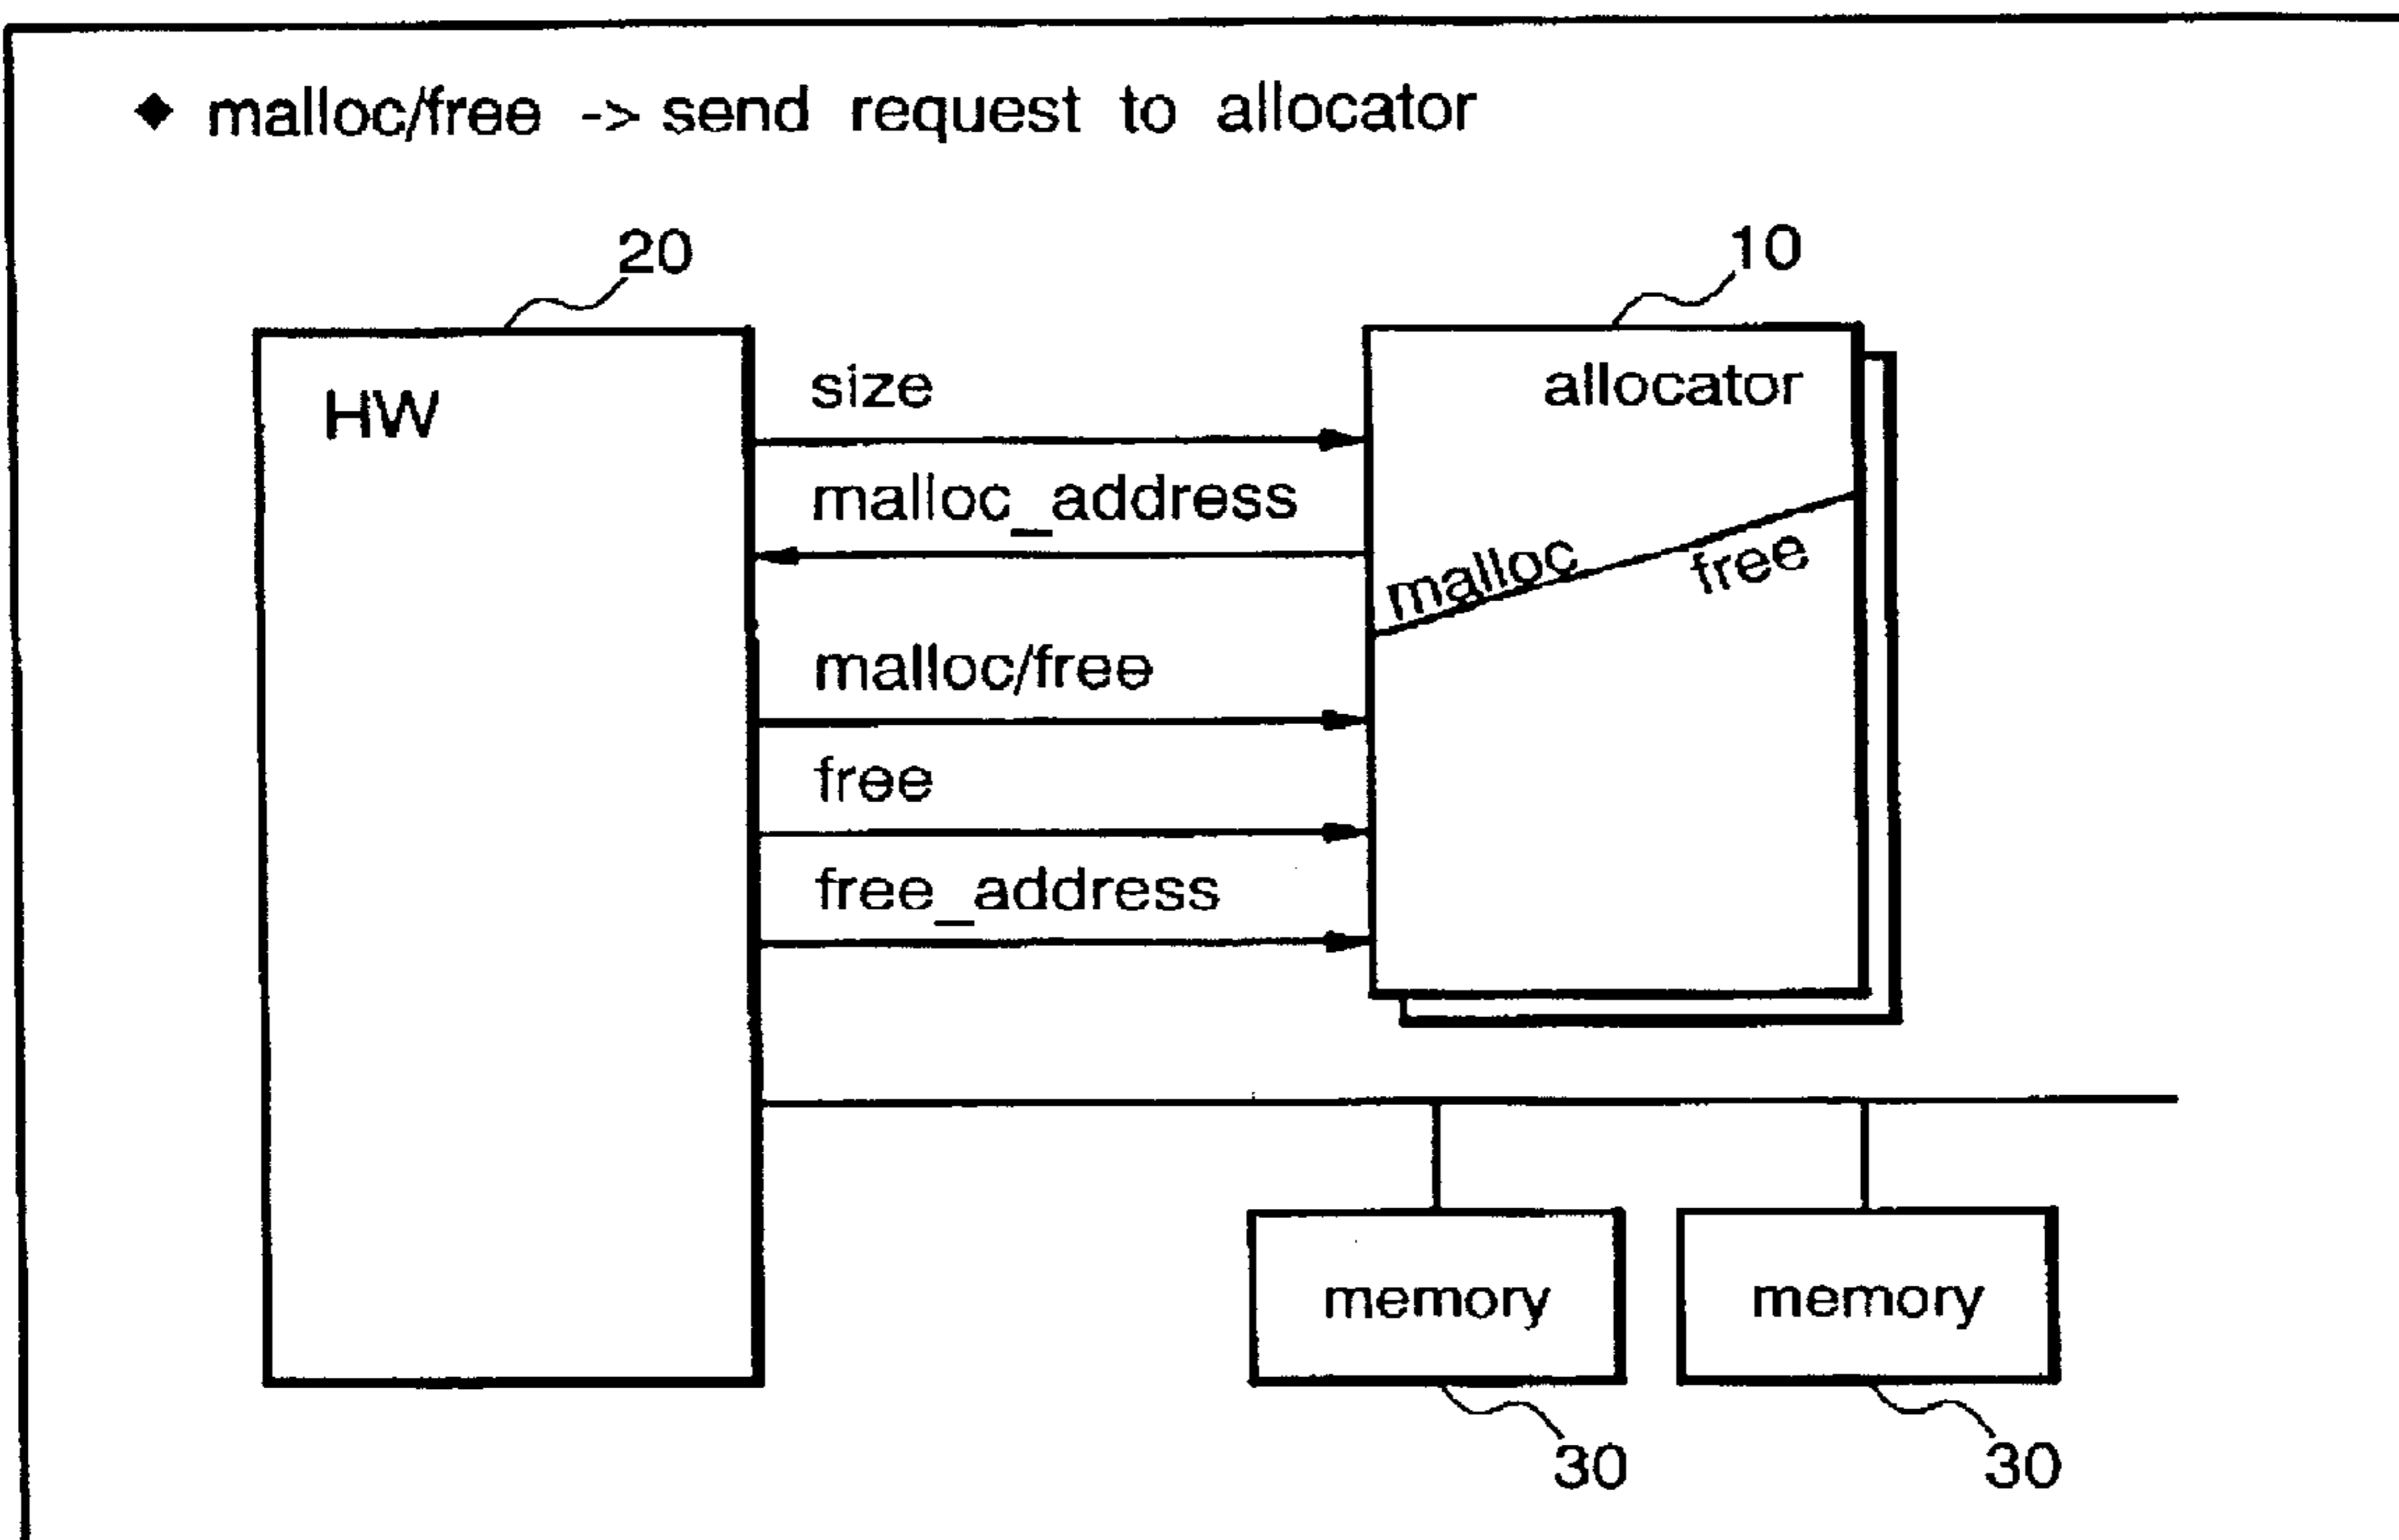 ◆ malloc/free -> send request to allocator
20
10
HW
size
allocator
malloc_address
malloc
free
malloc/free
free
free_address
memory
memory
30
30